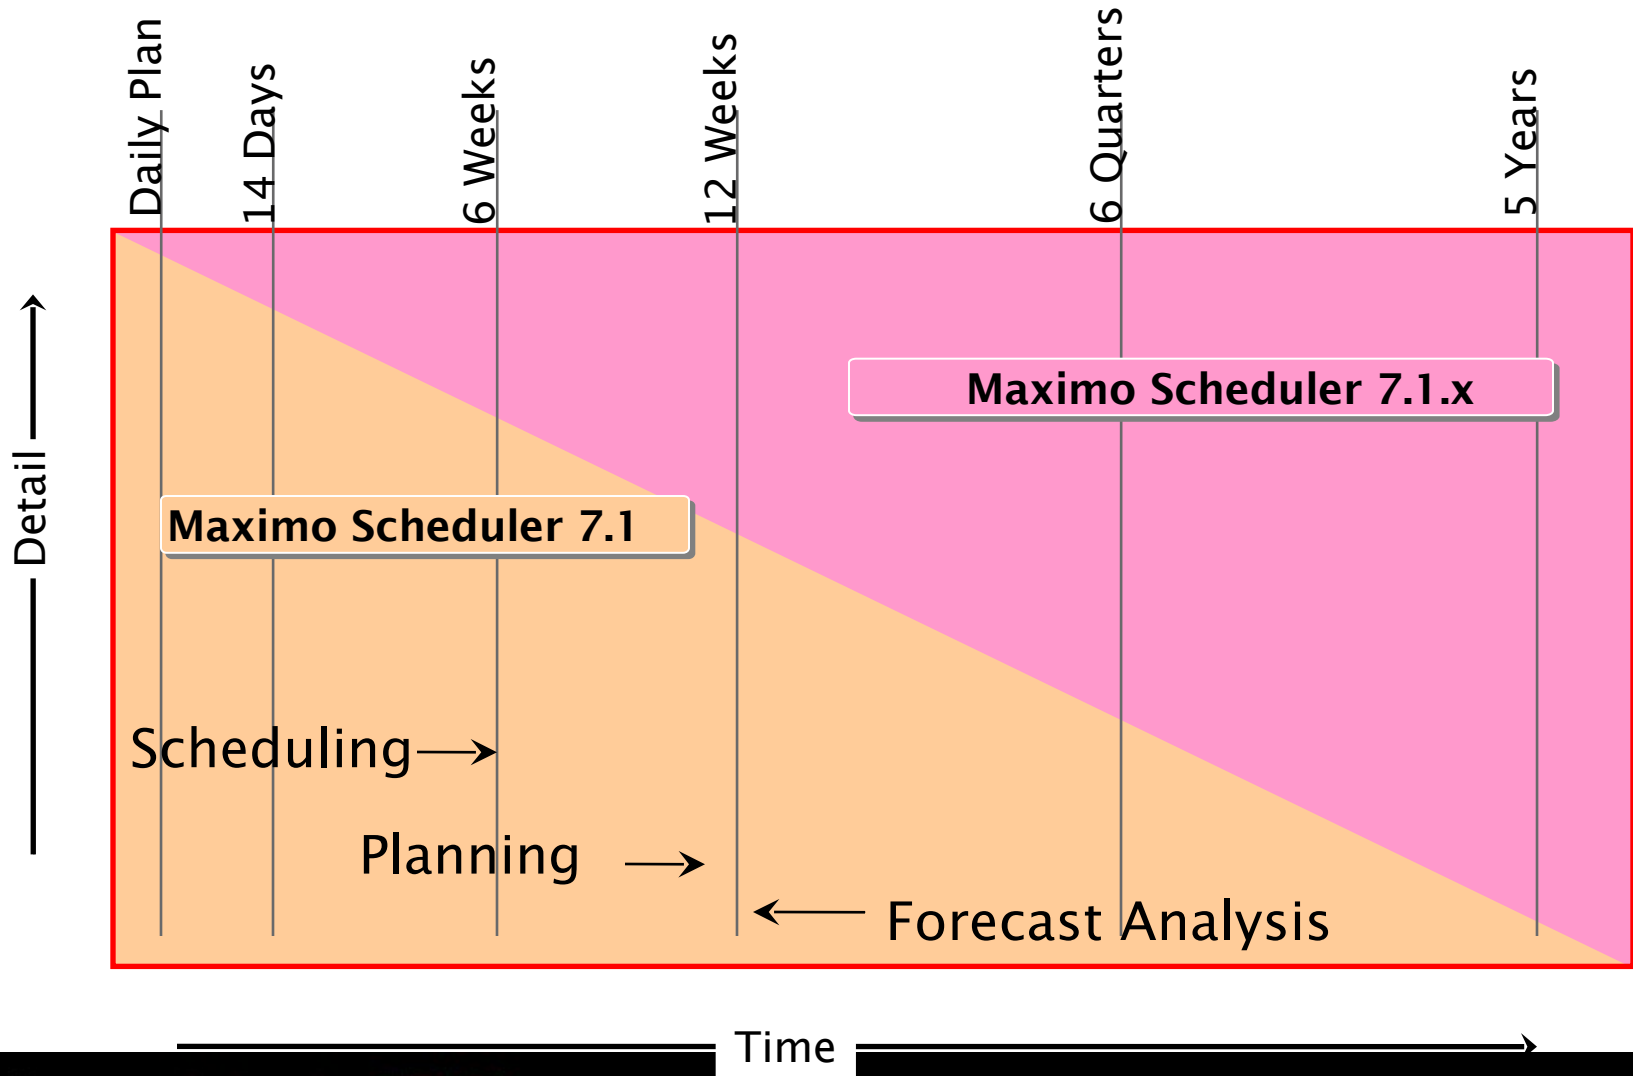 Daily Plan
14 Days
6 Weeks
12 Weeks
6 Quarters
5 Years
Detail
Maximo Scheduler 7.1.x
Maximo Scheduler 7.1
Scheduling
Planning
Forecast Analysis
Time